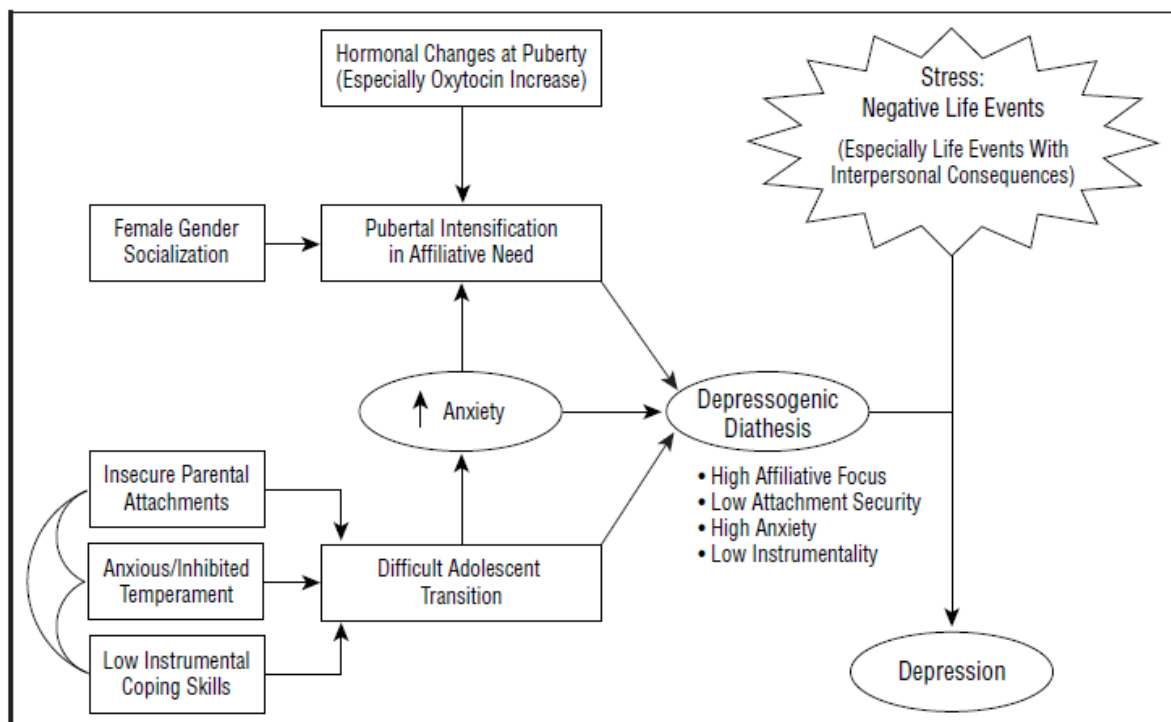 Hormonal Changes at Puberty
(Especially Oxytocin Increase)
Stress:
Negative Life Events
(Especially Life Events With
Interpersonal Consequences)
Female Gender
Socialization
Pubertal Intensification
in Affiliative Need
Anxiety
Depressogenic
Diathesis
• High Affiliative Focus
• Low Attachment Security
• High Anxiety
• Low Instrumentality
Insecure Parental
Attachments
Anxious/Inhibited
Temperament
Difficult Adolescent
Transition
Low Instrumental
Coping Skills
Depression